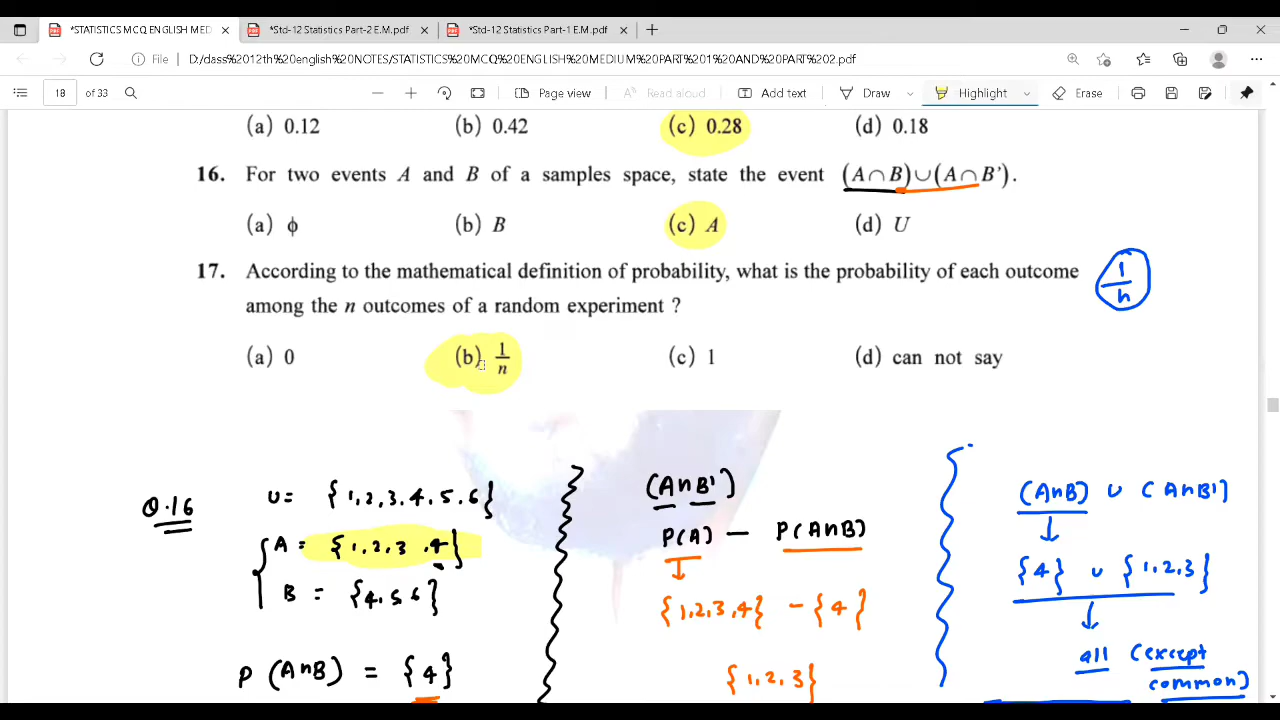 *STATISTICS MCQ ENGLISH MED
*Std-12 Statistics Part-2 E.M.pdf
*Std-12 Statistics Part-1 E.M.pdf
File
D:/class%2012th%20english%20NOTES/STATISTICS%20MCQ%20ENGLISH%20MEDIUM%20PART%201%20AND%20PART%202.pdf
18 of 33
Page view
Read aloud
Add text
Draw
Highlight
Erase
(a) 0.12 (b) 0.42 (c) 0.28 (d) 0.18
16. For two events A and B of a samples space, state the event (A∩B)∪(A∩B').
(a) ϕ (b) B (c) A (d) U
17. According to the mathematical definition of probability, what is the probability of each outcome
among the n outcomes of a random experiment ?
1/n
(a) 0 (b) 1/n (c) 1 (d) can not say
Q.16
U= {1,2,3.4.5.6}
A= {1,2,3,4}
B = {4,5,6}
P (A∩B) = {4}
(A∩B')
P(A) − P(A∩B)
{1,2,3,4} − {4}
{1,2,3}
(A∩B) ∪ (A∩B')
{4} ∪ {1,2,3}
all (except
common)